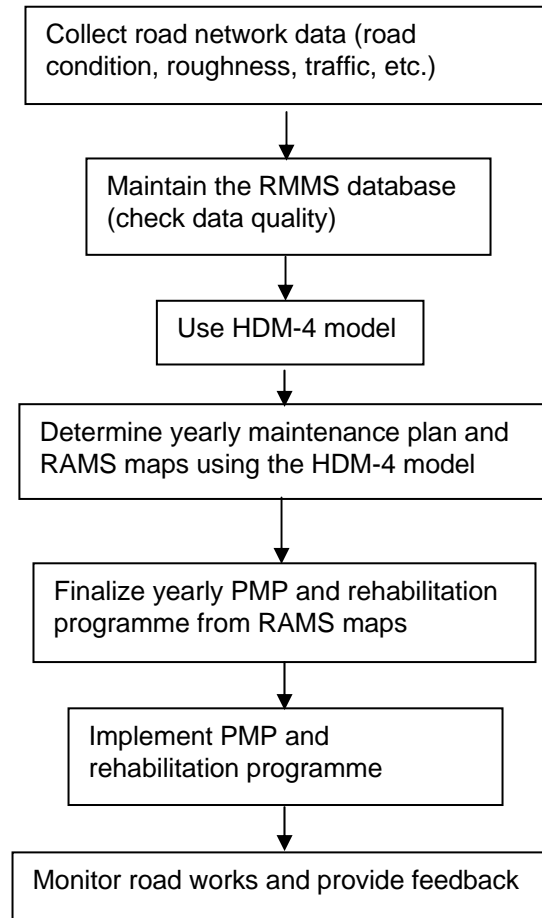 Collect road network data (road
condition, roughness, traffic, etc.)
Maintain the RMMS database
(check data quality)
Use HDM-4 model
Determine yearly maintenance plan and
RAMS maps using the HDM-4 model
Finalize yearly PMP and rehabilitation
programme from RAMS maps
Implement PMP and
rehabilitation programme
Monitor road works and provide feedback